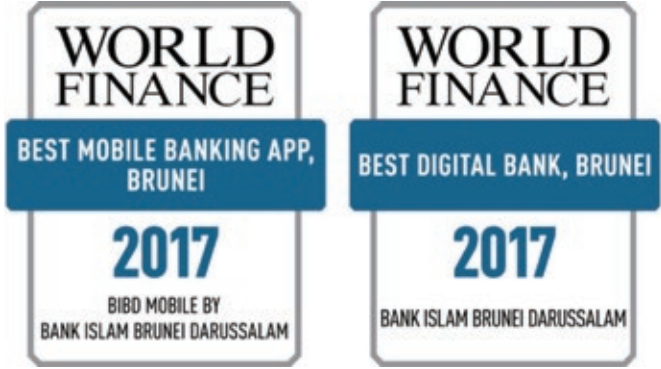 WORLD
FINANCE
BEST MOBILE BANKING APP,
BRUNEI
2017
BIBD MOBILE BY
BANK ISLAM BRUNEI DARUSSALAM
WORLD
FINANCE
BEST DIGITAL BANK, BRUNEI
2017
BANK ISLAM BRUNEI DARUSSALAM